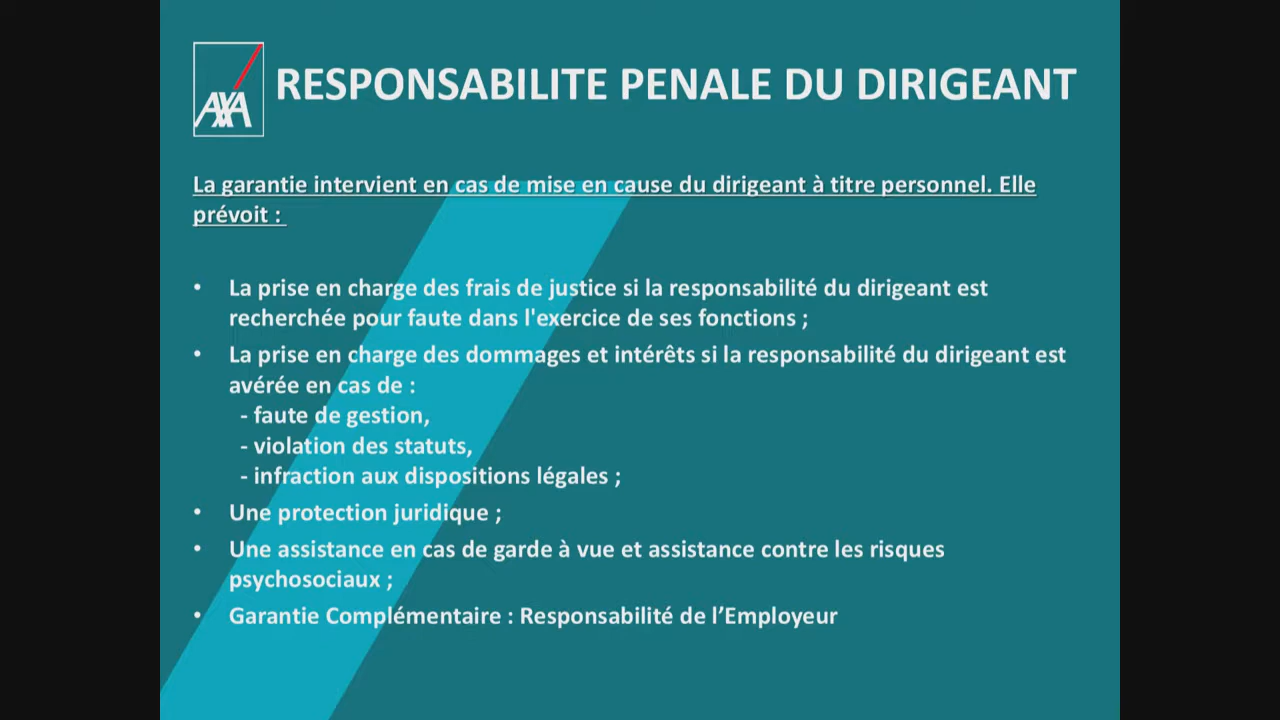 AXA
RESPONSABILITE PENALE DU DIRIGEANT
La garantie intervient en cas de mise en cause du dirigeant à titre personnel. Elle
prévoit :
• La prise en charge des frais de justice si la responsabilité du dirigeant est
recherchée pour faute dans l'exercice de ses fonctions ;
• La prise en charge des dommages et intérêts si la responsabilité du dirigeant est
avérée en cas de :
- faute de gestion,
- violation des statuts,
- infraction aux dispositions légales ;
• Une protection juridique ;
• Une assistance en cas de garde à vue et assistance contre les risques
psychosociaux ;
• Garantie Complémentaire : Responsabilité de l’Employeur